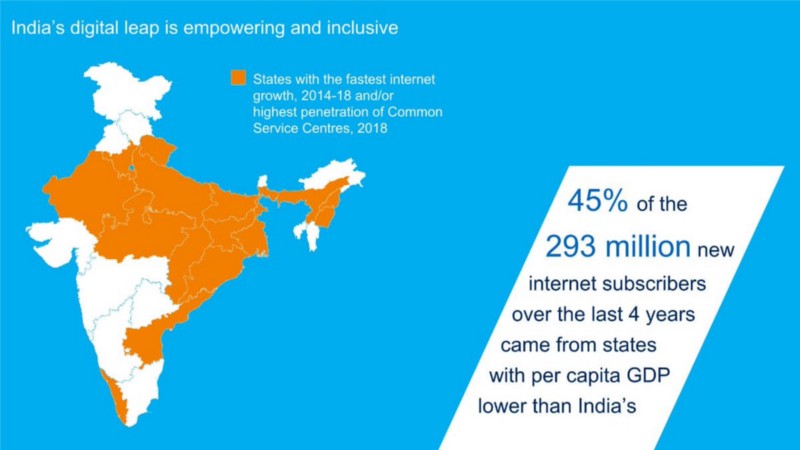 India's digital leap is empowering and inclusive
States with the fastest internet
growth, 2014-18 and/or
highest penetration of Common
Service Centres, 2018
45% of the
293 million new
internet subscribers
over the last 4 years
came from states
with per capita GDP
lower than India's